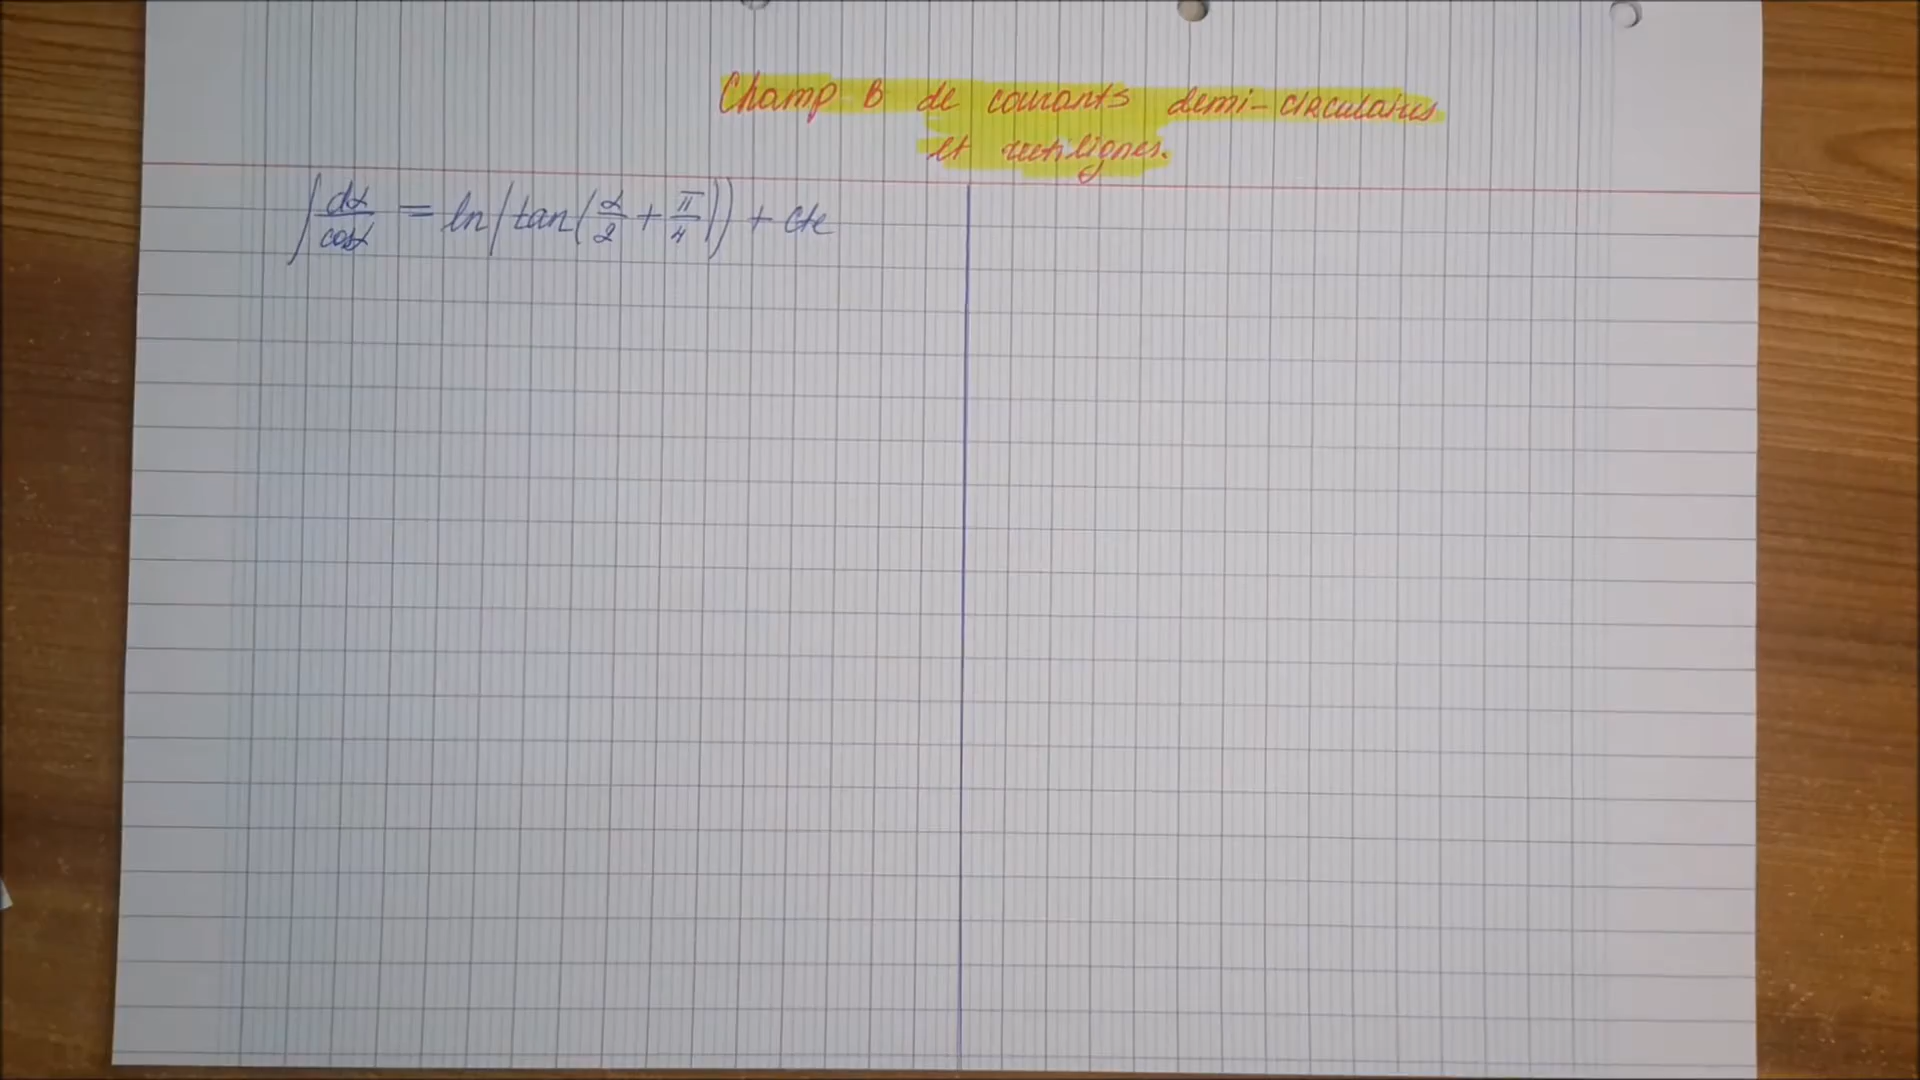 Champ B de courants demi-circulaires
et rectilignes.
∫ dα/cosα = ln(tan(α/2 + π/4)) + Cte